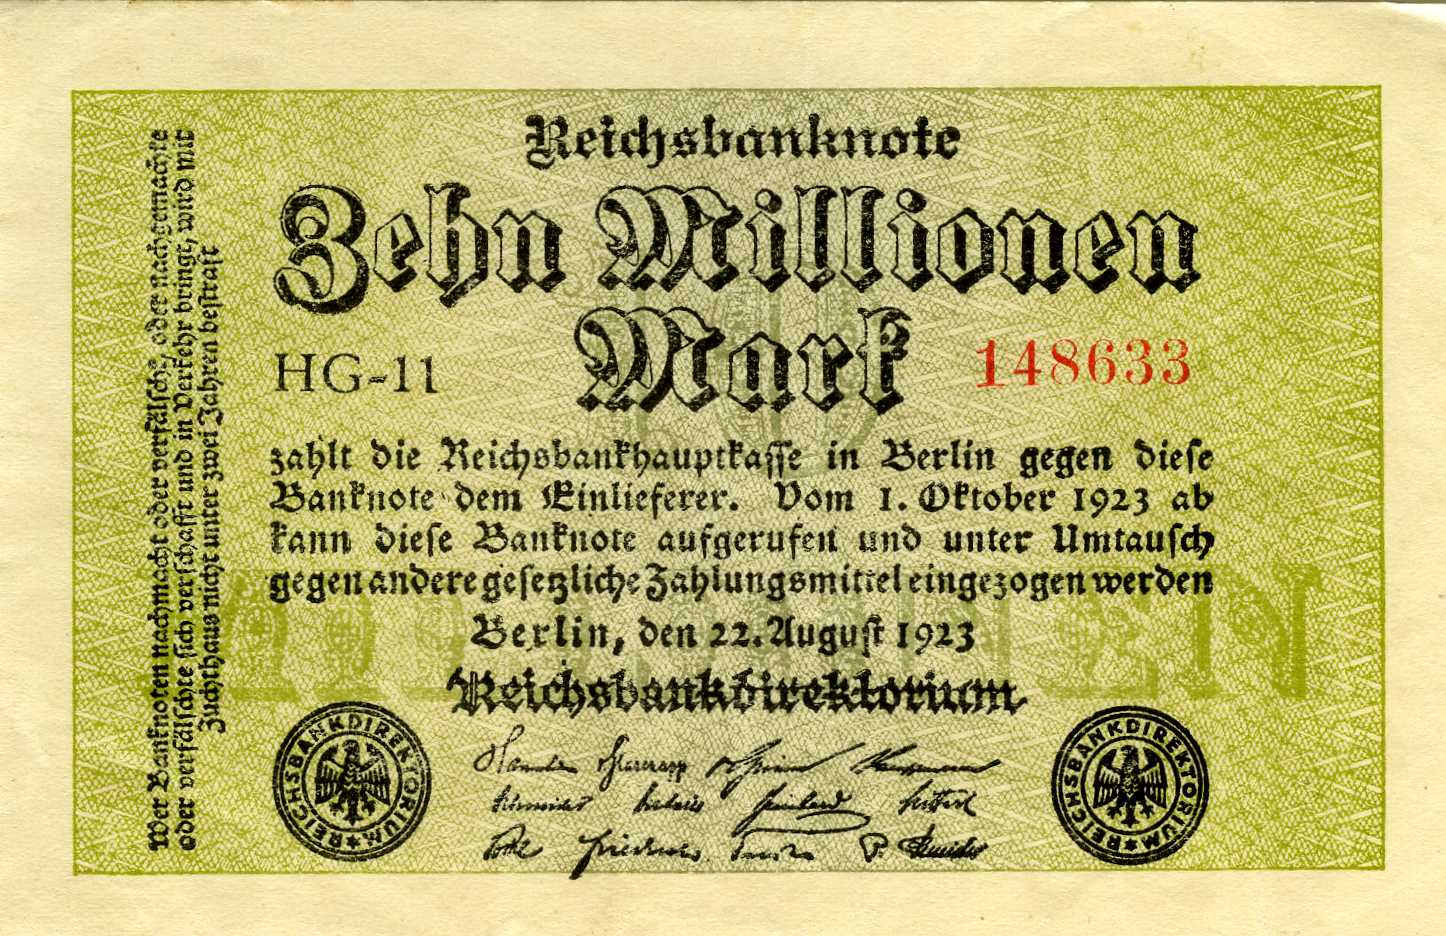 Reichsbanknote
Zehn Millionen
Mark
HG-11
148633
zahlt die Reichsbankhauptkasse in Berlin gegen diese
Banknote dem Einlieferer. Vom 1. Oktober 1923 ab
kann diese Banknote aufgerufen und unter Umtausch
gegen andere gesetzliche Zahlungsmittel eingezogen werden
Berlin, den 22. August 1923
Reichsbankdirektorium
Wer Banknoten nachmacht oder verfälscht, oder nachgemachte
oder verfälschte sich verschafft und in Verkehr bringt, wird mit
Zuchthaus nicht unter zwei Jahren bestraft
REICHSBANKDIREKTORIUM
REICHSBANKDIREKTORIUM
Schneider
P. Schneider